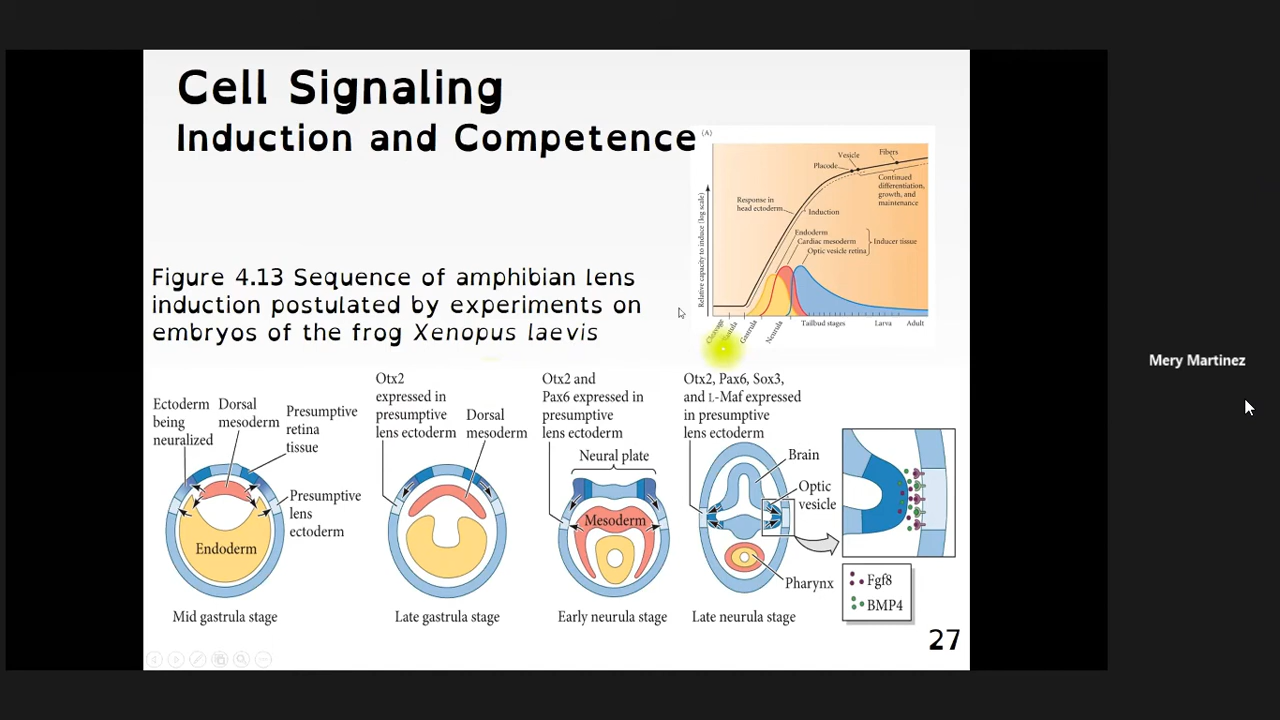 Cell Signaling
Induction and Competence
(A)
Relative capacity to induce (log scale)
Response in
head ectoderm
Placode
Vesicle
Fibers
Continued
differentiation,
growth, and
maintenance
Induction
Endoderm
Cardiac mesoderm
Optic vesicle retina
Inducer tissue
Cleavage
Gastrula
Neurula
Tailbud stages
Larva
Adult
Figure 4.13 Sequence of amphibian lens
induction postulated by experiments on
embryos of the frog Xenopus laevis
Ectoderm
being
neuralized
Dorsal
mesoderm
Presumptive
retina
tissue
Presumptive
lens
ectoderm
Endoderm
Mid gastrula stage
Otx2
expressed in
presumptive
lens ectoderm
Dorsal
mesoderm
Late gastrula stage
Otx2 and
Pax6 expressed in
presumptive
lens ectoderm
Neural plate
Mesoderm
Early neurula stage
Otx2, Pax6, Sox3,
and L-Maf expressed
in presumptive
lens ectoderm
Brain
Optic
vesicle
Pharynx
Late neurula stage
Fgf8
BMP4
27
Mery Martinez